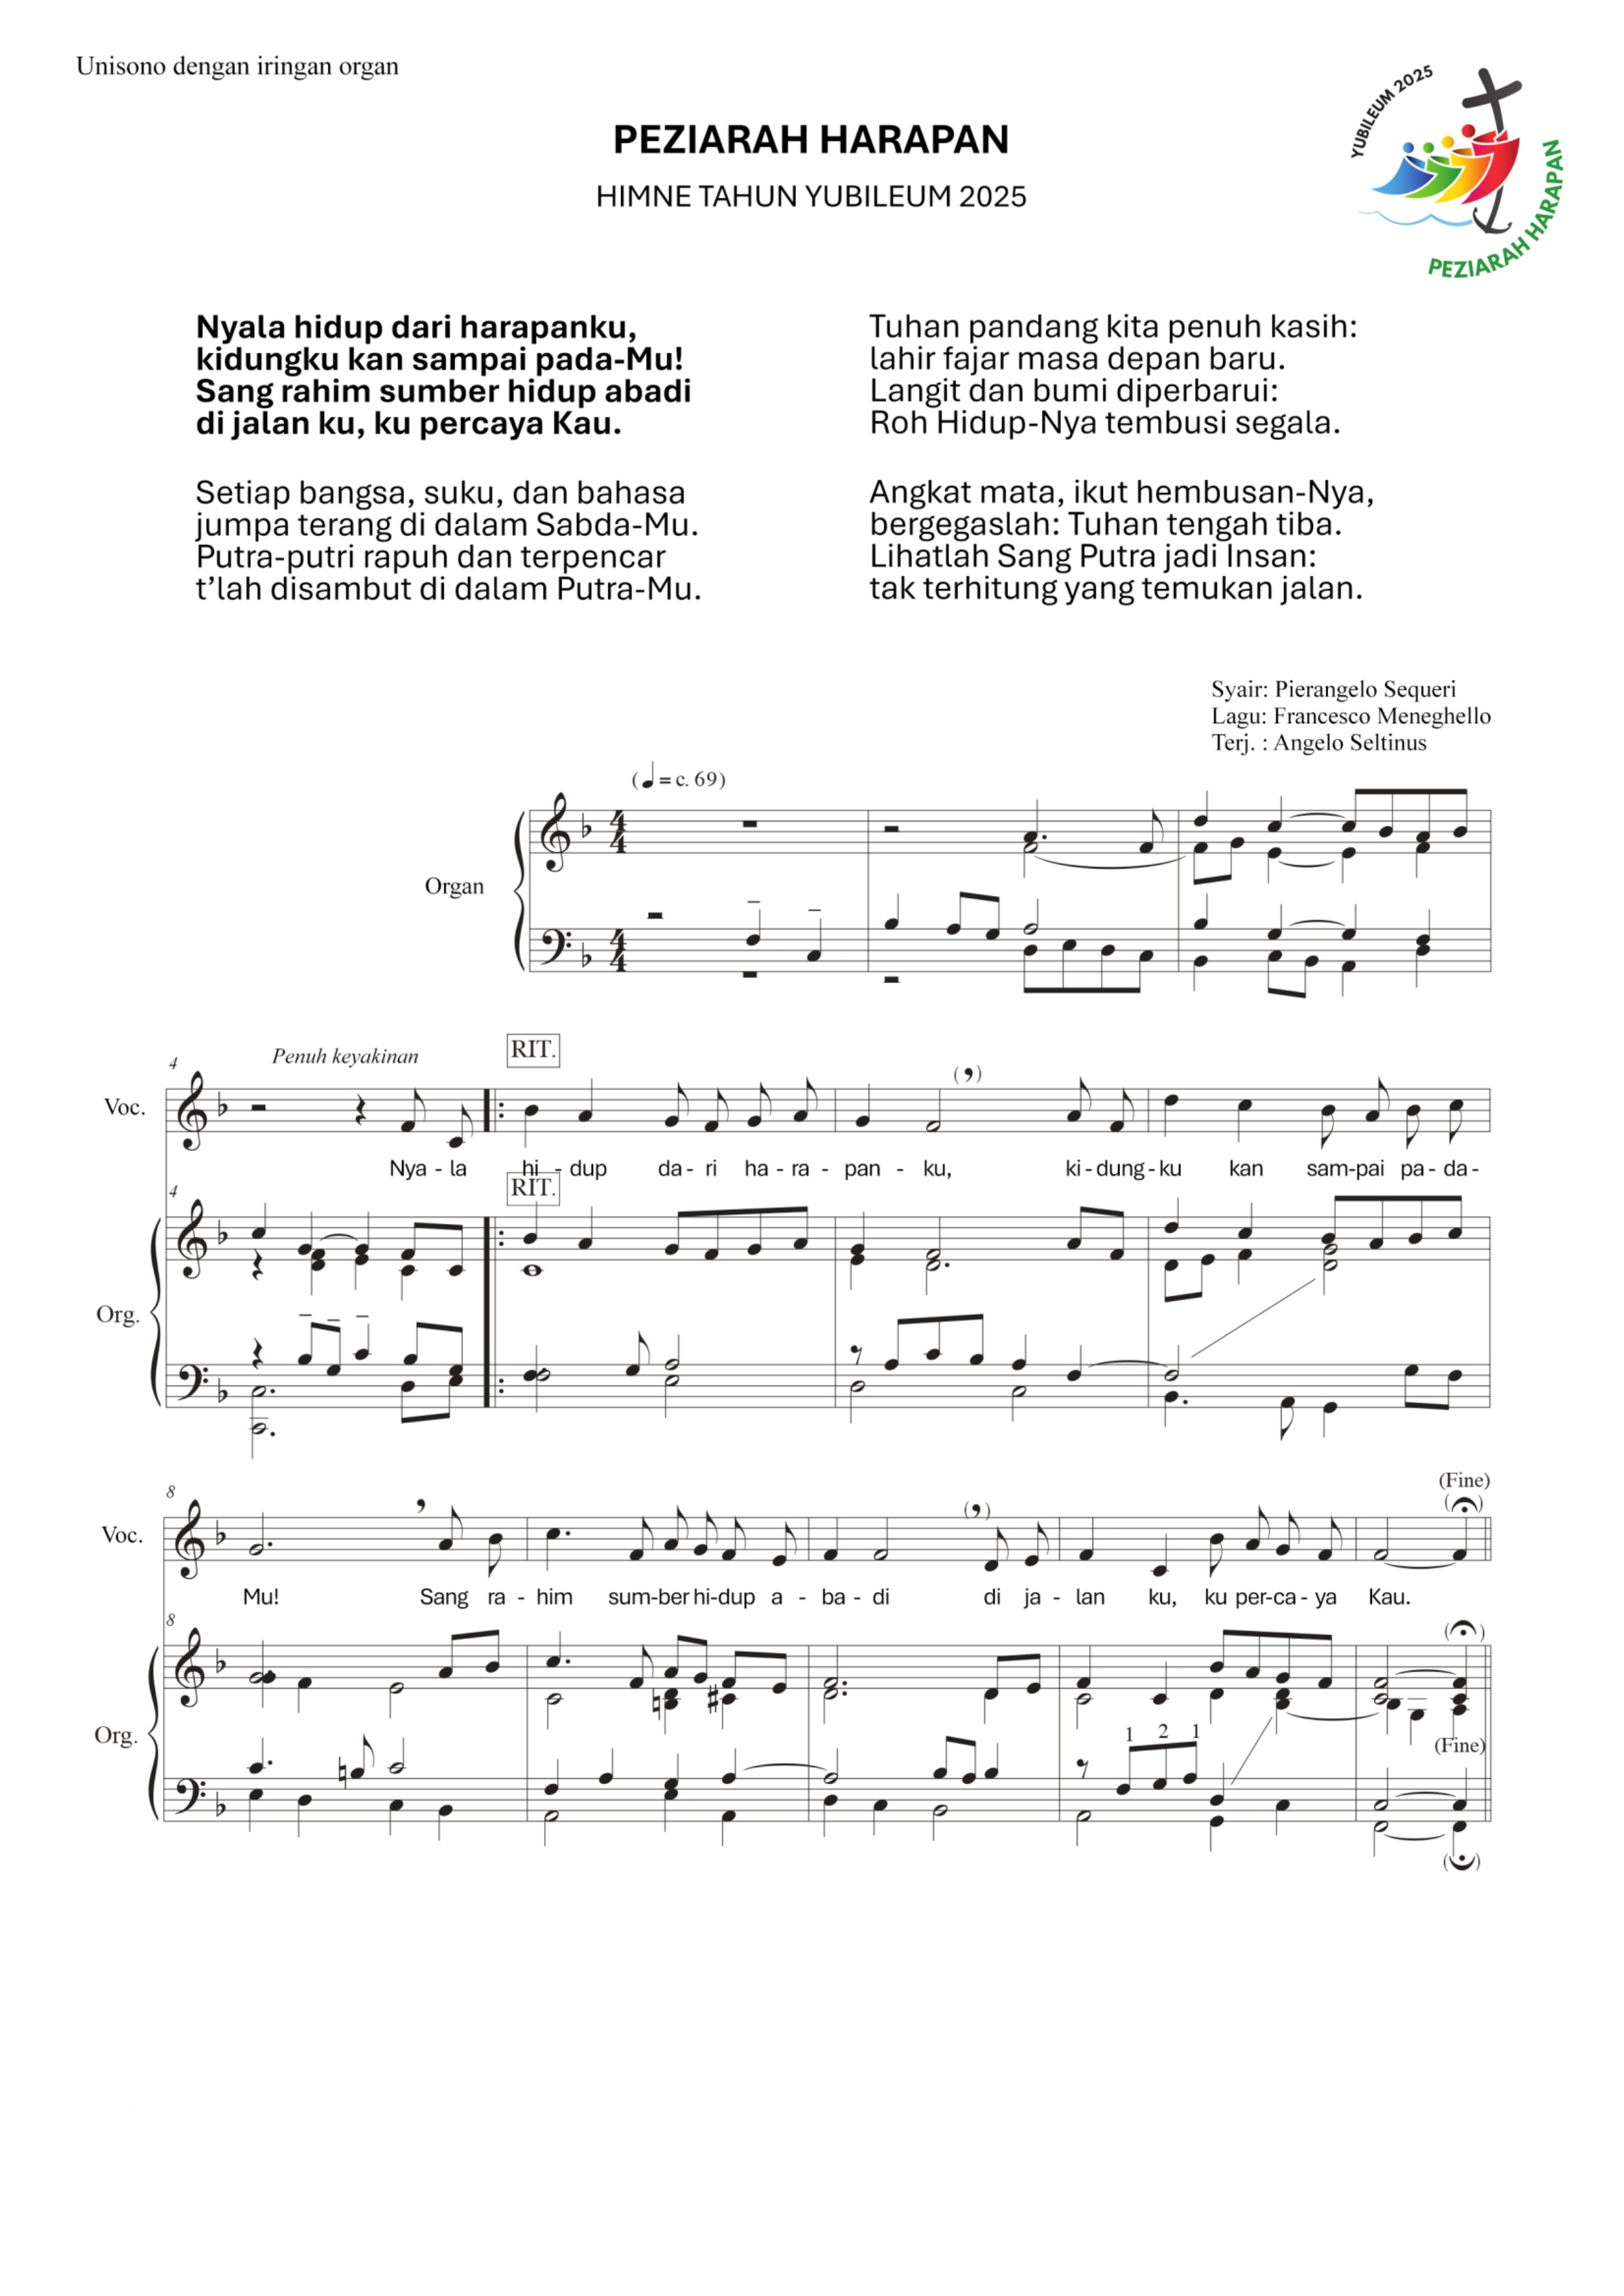 Unisono dengan iringan organ
YUBILEUM 2025
PEZIARAH HARAPAN
PEZIARAH HARAPAN
HIMNE TAHUN YUBILEUM 2025
Nyala hidup dari harapanku,
kidungku kan sampai pada-Mu!
Sang rahim sumber hidup abadi
di jalan ku, ku percaya Kau.
Setiap bangsa, suku, dan bahasa
jumpa terang di dalam Sabda-Mu.
Putra-putri rapuh dan terpencar
t’lah disambut di dalam Putra-Mu.
Tuhan pandang kita penuh kasih:
lahir fajar masa depan baru.
Langit dan bumi diperbarui:
Roh Hidup-Nya tembusi segala.
Angkat mata, ikut hembusan-Nya,
bergegaslah: Tuhan tengah tiba.
Lihatlah Sang Putra jadi Insan:
tak terhitung yang temukan jalan.
Syair: Pierangelo Sequeri
Lagu: Francesco Meneghello
Terj. : Angelo Seltinus
(♩ = c. 69)
4
4
Organ
4
4
4
Penuh keyakinan
RIT.
Voc.
Nya - la hi - dup da - ri ha - ra - pan - ku, ki - dung - ku kan sam-pai pa - da -
4
RIT.
Org.
(Fine)
8
Voc.
Mu! Sang ra - him sum-ber hi-dup a - ba - di di ja - lan ku, ku per-ca - ya Kau.
8
Org.
1 2 1
(Fine)